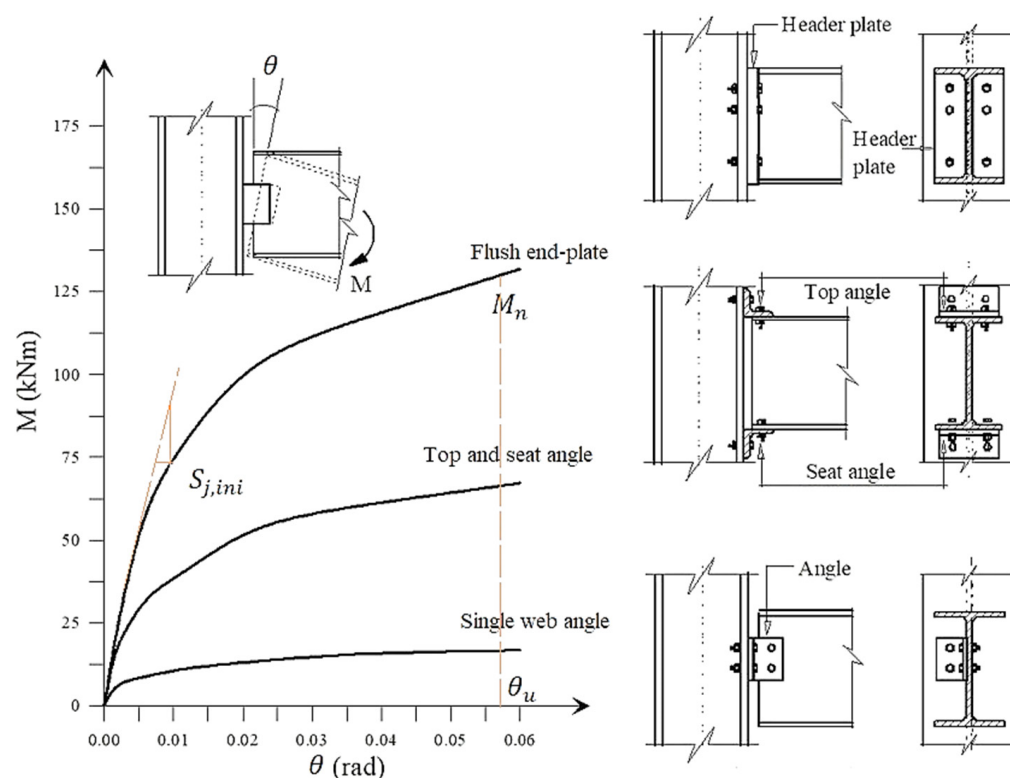 M (kNm)
175
150
125
100
75
50
25
0
0.00
0.01
0.02
0.03
0.04
0.05
0.06
θ (rad)
θ
M
Flush end-plate
M_n
S_{j,ini}
Top and seat angle
Single web angle
θ_u
Header plate
Header
plate
Top angle
Seat angle
Angle